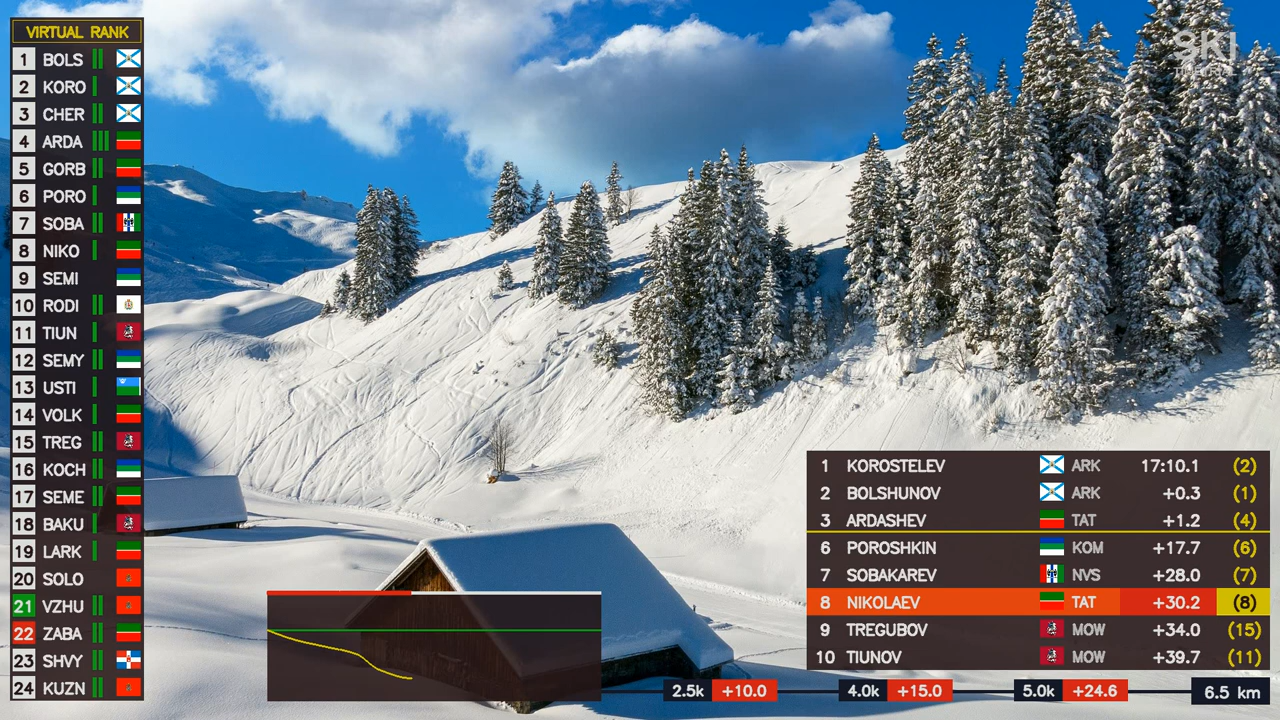 VIRTUAL RANK
1 BOLS
2 KORO
3 CHER
4 ARDA
5 GORB
6 PORO
7 SOBA
8 NIKO
9 SEMI
10 RODI
11 TIUN
12 SEMY
13 USTI
14 VOLK
15 TREG
16 KOCH
17 SEME
18 BAKU
19 LARK
20 SOLO
21 VZHU
22 ZABA
23 SHVY
24 KUZN
SKI
1 KOROSTELEV ARK 17:10.1 (2)
2 BOLSHUNOV ARK +0.3 (1)
3 ARDASHEV TAT +1.2 (4)
6 POROSHKIN KOM +17.7 (6)
7 SOBAKAREV NVS +28.0 (7)
8 NIKOLAEV TAT +30.2 (8)
9 TREGUBOV MOW +34.0 (15)
10 TIUNOV MOW +39.7 (11)
2.5k +10.0 4.0k +15.0 5.0k +24.6 6.5 km